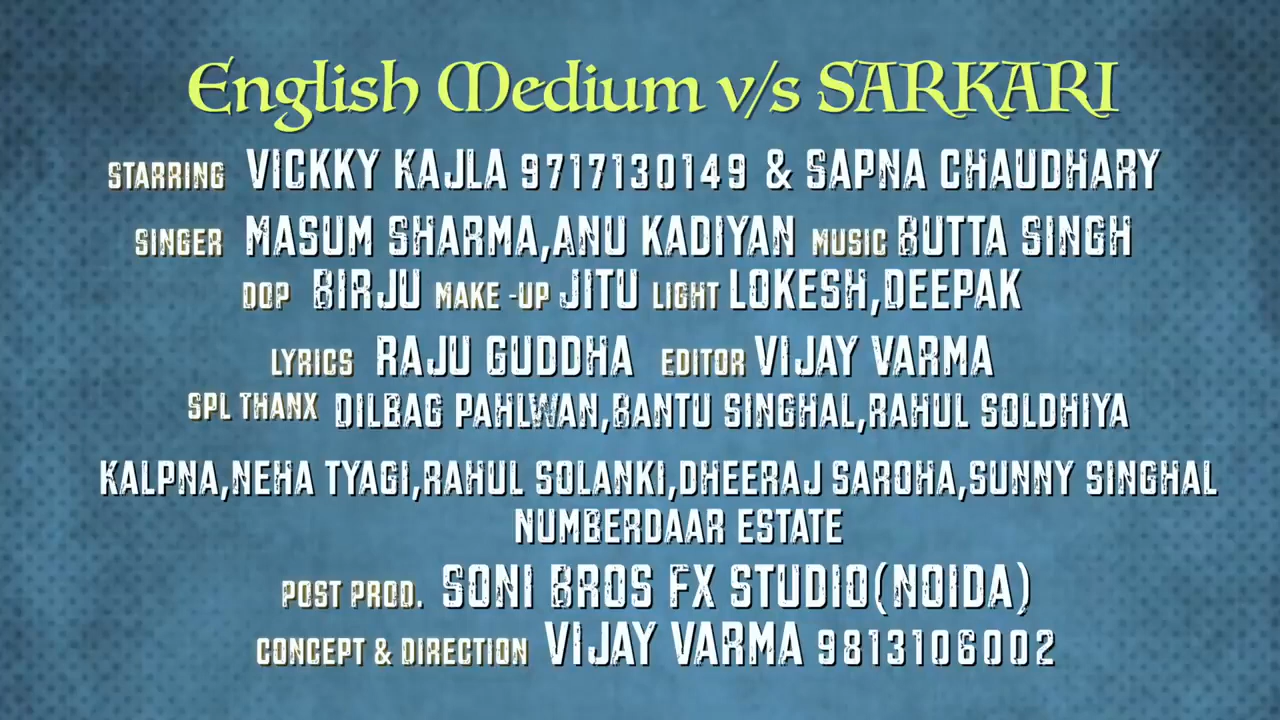 English Medium v/s SARKARI
STARRING VICKKY KAJLA 9717130149 & SAPNA CHAUDHARY
SINGER MASUM SHARMA,ANU KADIYAN MUSIC BUTTA SINGH
DOP BIRJU MAKE -UP JITU LIGHT LOKESH,DEEPAK
LYRICS RAJU GUDDHA EDITOR VIJAY VARMA
SPL THANX DILBAG PAHLWAN,BANTU SINGHAL,RAHUL SOLDHIYA
KALPNA,NEHA TYAGI,RAHUL SOLANKI,DHEERAJ SAROHA,SUNNY SINGHAL
NUMBERDAAR ESTATE
POST PROD. SONI BROS FX STUDIO(NOIDA)
CONCEPT & DIRECTION VIJAY VARMA 9813106002